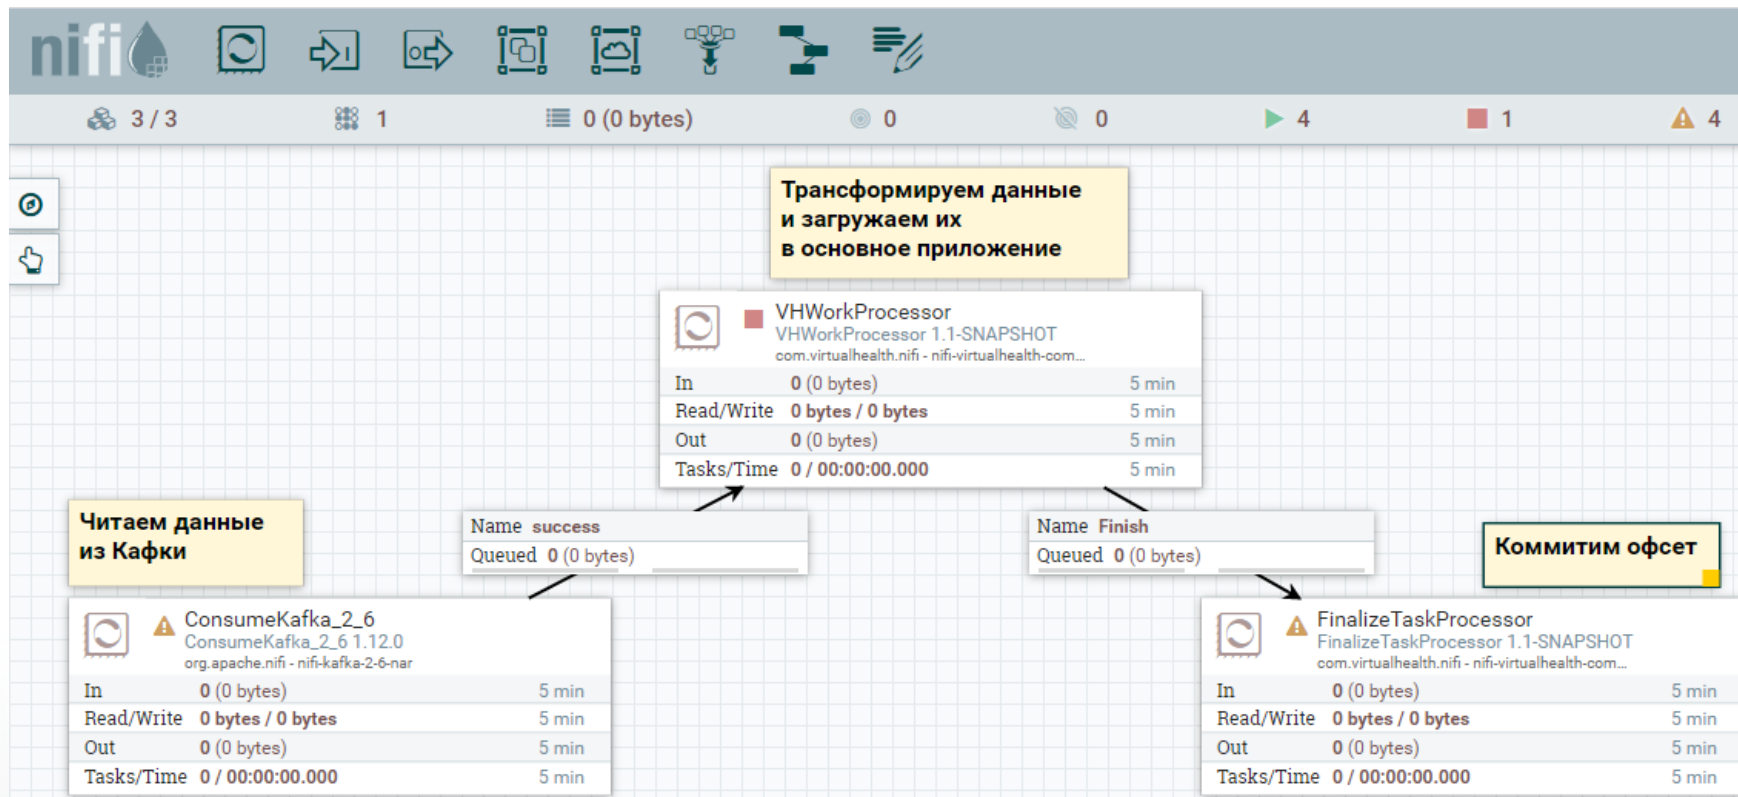 nifi
3 / 3
1
0 (0 bytes)
0
0
4
1
4
Трансформируем данные
и загружаем их
в основное приложение
VHWorkProcessor
VHWorkProcessor 1.1-SNAPSHOT
com.virtualhealth.nifi - nifi-virtualhealth-com...
In 0 (0 bytes) 5 min
Read/Write 0 bytes / 0 bytes 5 min
Out 0 (0 bytes) 5 min
Tasks/Time 0 / 00:00:00.000 5 min
Читаем данные
из Кафки
Name success
Queued 0 (0 bytes)
Name Finish
Queued 0 (0 bytes)
Коммитим офсет
ConsumeKafka_2_6
ConsumeKafka_2_6 1.12.0
org.apache.nifi - nifi-kafka-2-6-nar
In 0 (0 bytes) 5 min
Read/Write 0 bytes / 0 bytes 5 min
Out 0 (0 bytes) 5 min
Tasks/Time 0 / 00:00:00.000 5 min
FinalizeTaskProcessor
FinalizeTaskProcessor 1.1-SNAPSHOT
com.virtualhealth.nifi - nifi-virtualhealth-com...
In 0 (0 bytes) 5 min
Read/Write 0 bytes / 0 bytes 5 min
Out 0 (0 bytes) 5 min
Tasks/Time 0 / 00:00:00.000 5 min